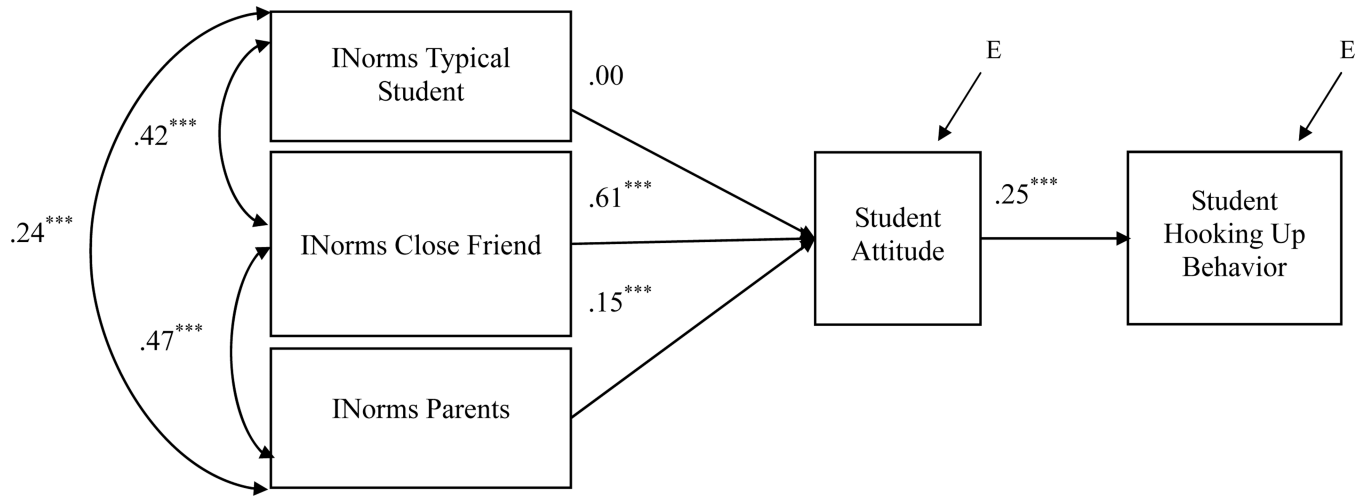 INorms Typical
Student
.00
.42***
INorms Close Friend
.61***
.24***
.47***
INorms Parents
.15***
E
Student
Attitude
.25***
E
Student
Hooking Up
Behavior